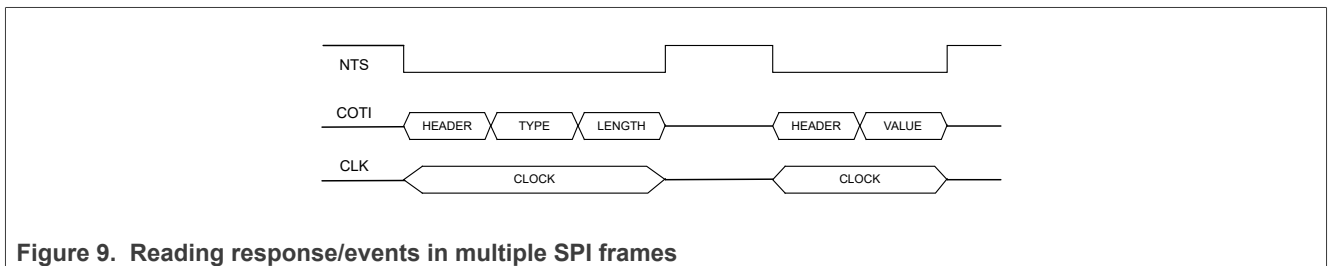 NTS
COTI
HEADER TYPE LENGTH HEADER VALUE
CLK
CLOCK CLOCK
Figure 9. Reading response/events in multiple SPI frames